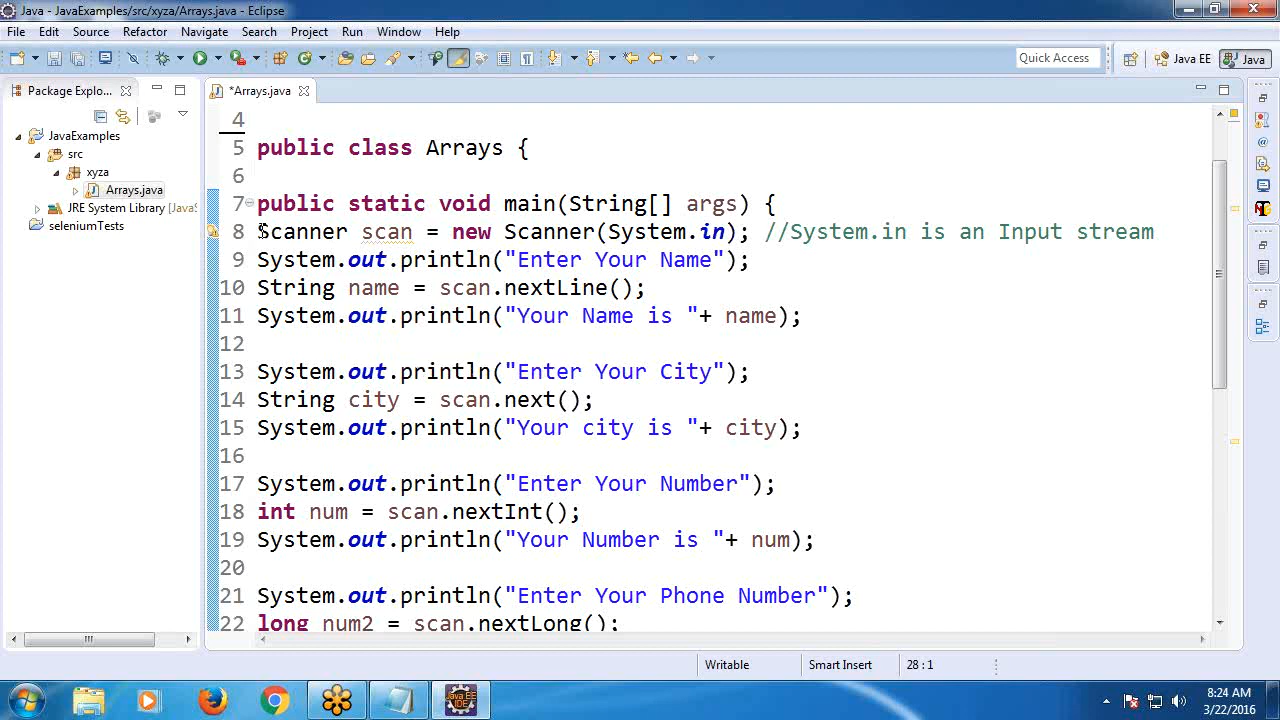 Java - JavaExamples/src/xyza/Arrays.java - Eclipse
File Edit Source Refactor Navigate Search Project Run Window Help
Quick Access
Java EE
Java
Package Explo...
*Arrays.java
JavaExamples
src
xyza
Arrays.java
JRE System Library [JavaS
seleniumTests
4
5 public class Arrays {
6
7 public static void main(String[] args) {
8 Scanner scan = new Scanner(System.in); //System.in is an Input stream
9 System.out.println("Enter Your Name");
10 String name = scan.nextLine();
11 System.out.println("Your Name is "+ name);
12
13 System.out.println("Enter Your City");
14 String city = scan.next();
15 System.out.println("Your city is "+ city);
16
17 System.out.println("Enter Your Number");
18 int num = scan.nextInt();
19 System.out.println("Your Number is "+ num);
20
21 System.out.println("Enter Your Phone Number");
22 long num2 = scan.nextLong();
Writable
Smart Insert
28 : 1
Java EE
IDE
8:24 AM
3/22/2016